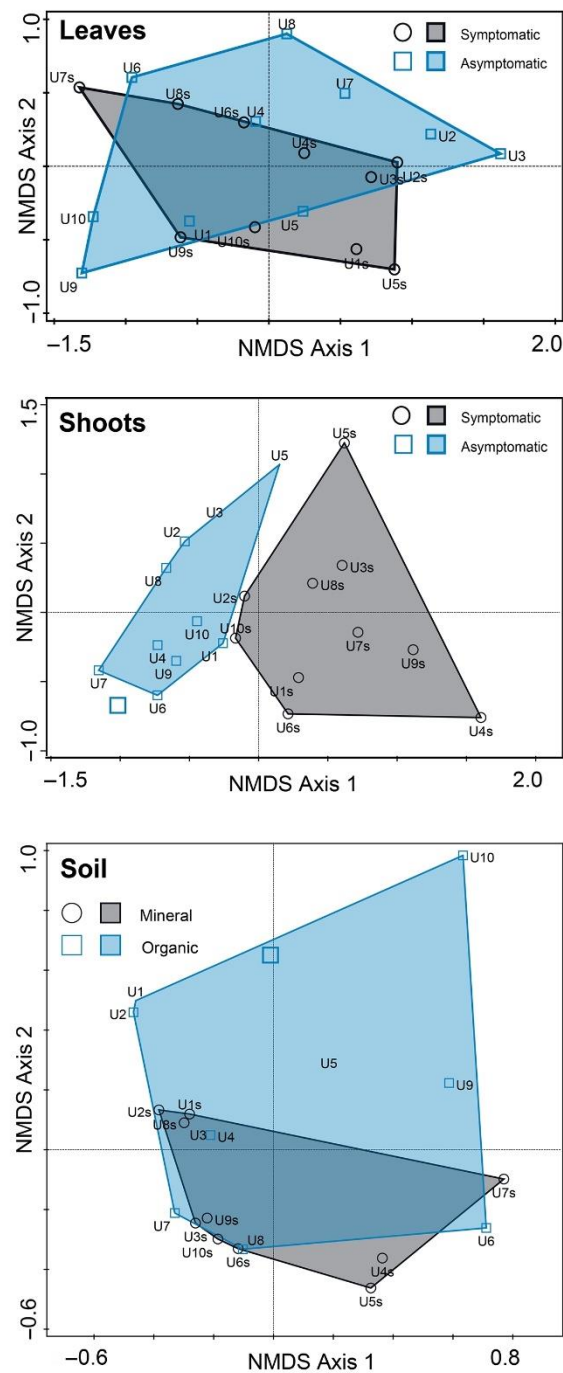 Leaves
1.0
U8
Symptomatic
Asymptomatic
U6
U7s
U8s
U7
U6s
U4
U2
U4s
U3
NMDS Axis 2
U3s
U2s
U10
U5
U1
U10s
U9s
U1s
U9
U5s
-1.0
–1.5
NMDS Axis 1
2.0
Shoots
1.5
U5s
Symptomatic
Asymptomatic
U5
U3
U2
U3s
U8
U8s
NMDS Axis 2
U2s
U10
U10s
U7s
U4
U1
U9s
U9
U7
U1s
U6
U6s
U4s
-1.0
–1.5
NMDS Axis 1
2.0
Soil
1.0
U10
Mineral
Organic
U1
U2
U5
U9
NMDS Axis 2
U2s
U1s
U8s
U3
U4
U7s
U7
U9s
U3s
U8
U6
U10s
U6s
U4s
U5s
–0.6
–0.6
NMDS Axis 1
0.8